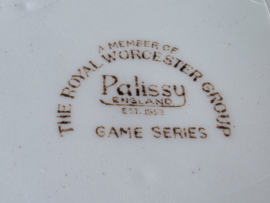 A MEMBER OF
THE ROYAL WORCESTER GROUP
Palissy
ENGLAND
EST. 1853
GAME SERIES